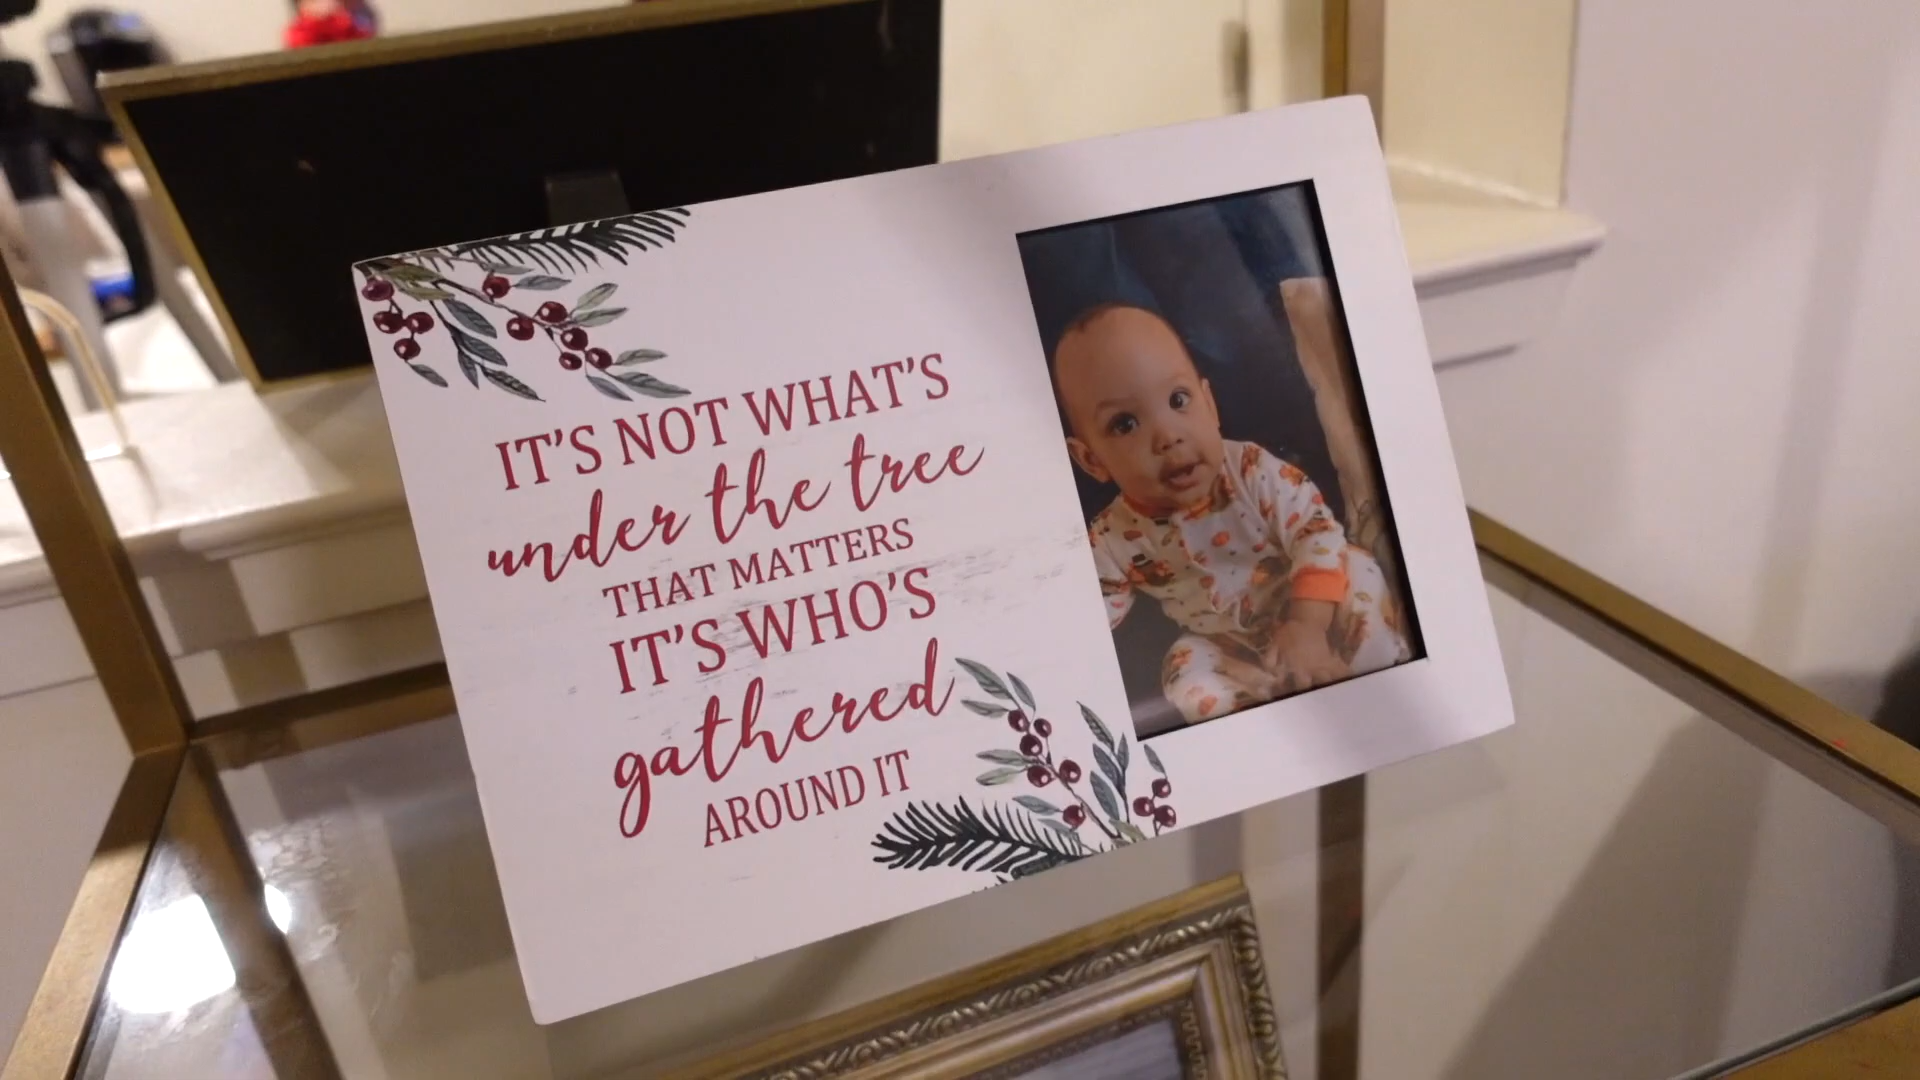 IT'S NOT WHAT'S
under the tree
THAT MATTERS
IT'S WHO'S
gathered
AROUND IT